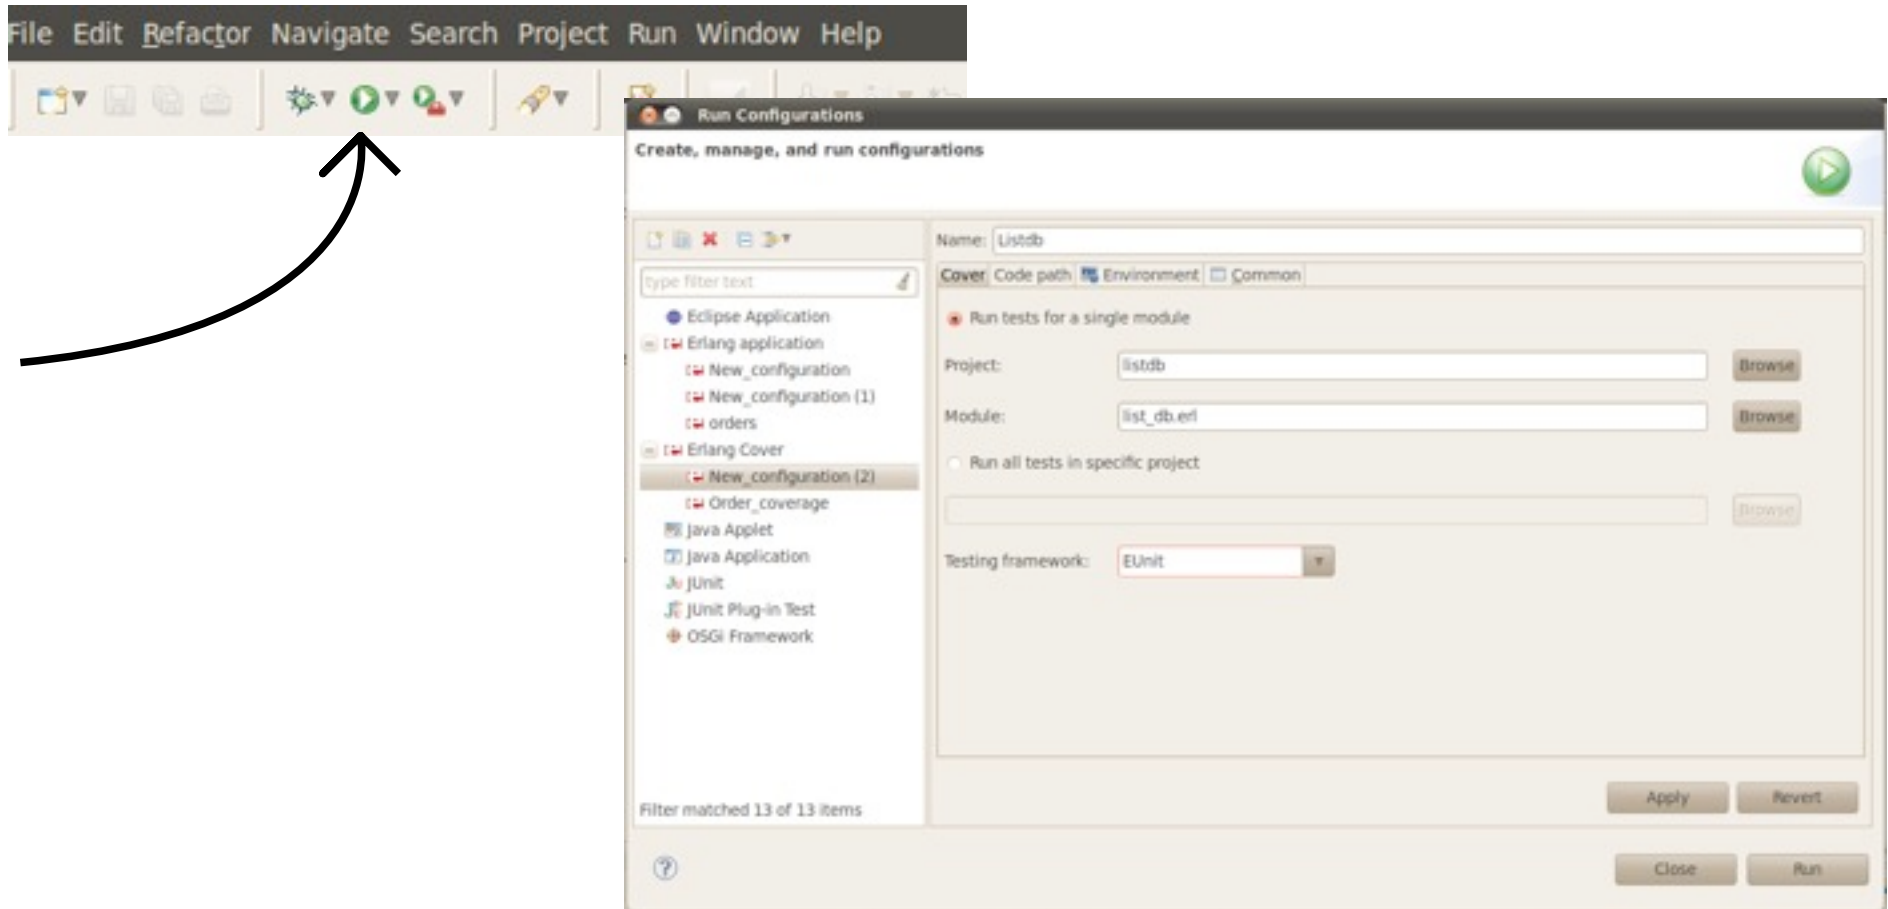 File Edit Refactor Navigate Search Project Run Window Help
Run Configurations
Create, manage, and run configurations
type filter text
Eclipse Application
Erlang application
New_configuration
New_configuration (1)
orders
Erlang Cover
New_configuration (2)
Order_coverage
Java Applet
Java Application
JUnit
JUnit Plug-in Test
OSGi Framework
Filter matched 13 of 13 items
Name: Listdb
Cover Code path Environment Common
Run tests for a single module
Project: listdb Browse
Module: list_db.erl Browse
Run all tests in specific project
Browse
Testing framework: EUnit
Apply Revert
Close Run